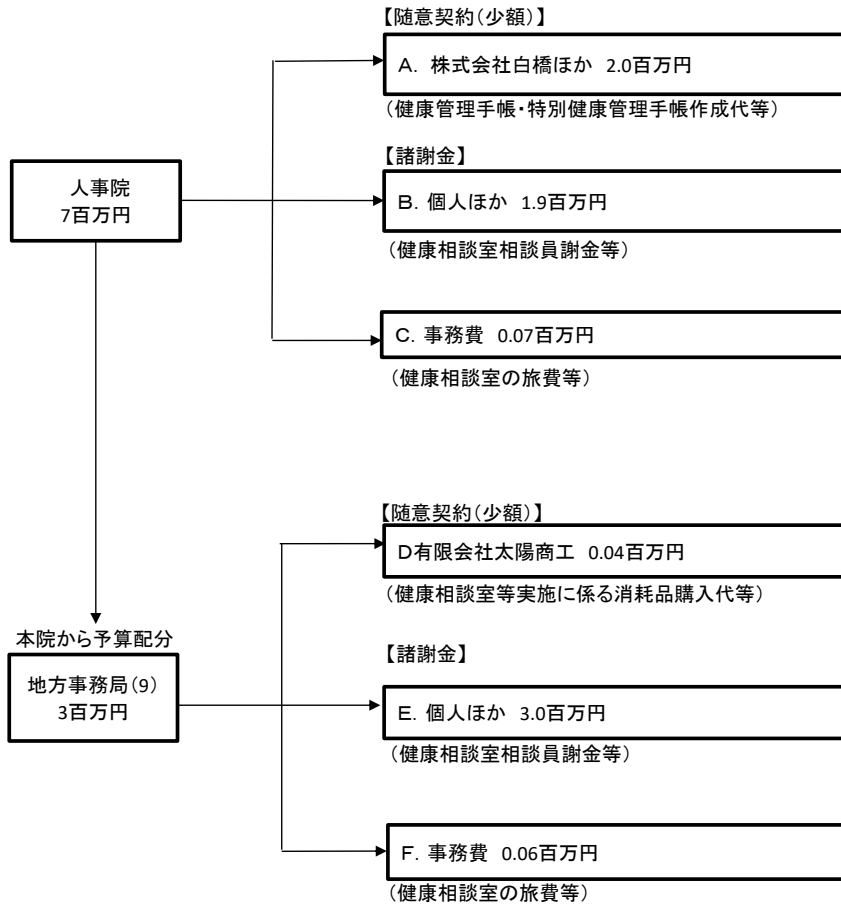 【随意契約(少額)】
A. 株式会社白橋ほか 2.0百万円
(健康管理手帳・特別健康管理手帳作成代等)
人事院
7百万円
【諸謝金】
B. 個人ほか 1.9百万円
(健康相談室相談員謝金等)
C. 事務費 0.07百万円
(健康相談室の旅費等)
【随意契約(少額)】
D有限会社太陽商工 0.04百万円
(健康相談室等実施に係る消耗品購入代等)
本院から予算配分
地方事務局(9)
3百万円
【諸謝金】
E. 個人ほか 3.0百万円
(健康相談室相談員謝金等)
F. 事務費 0.06百万円
(健康相談室の旅費等)